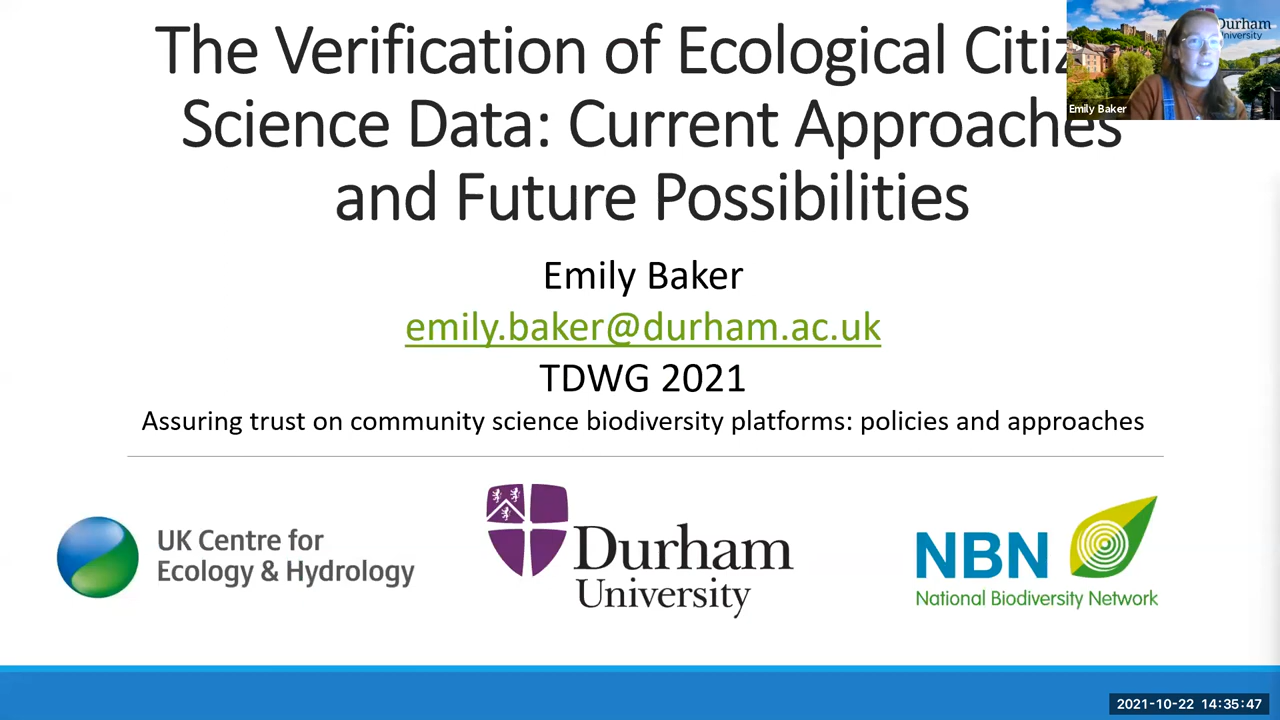 The Verification of Ecological Citiz
Science Data: Current Approaches
and Future Possibilities
Durham
University
Emily Baker
Emily Baker
emily.baker@durham.ac.uk
TDWG 2021
Assuring trust on community science biodiversity platforms: policies and approaches
UK Centre for
Ecology & Hydrology
Durham
University
NBN
National Biodiversity Network
2021-10-22 14:35:47